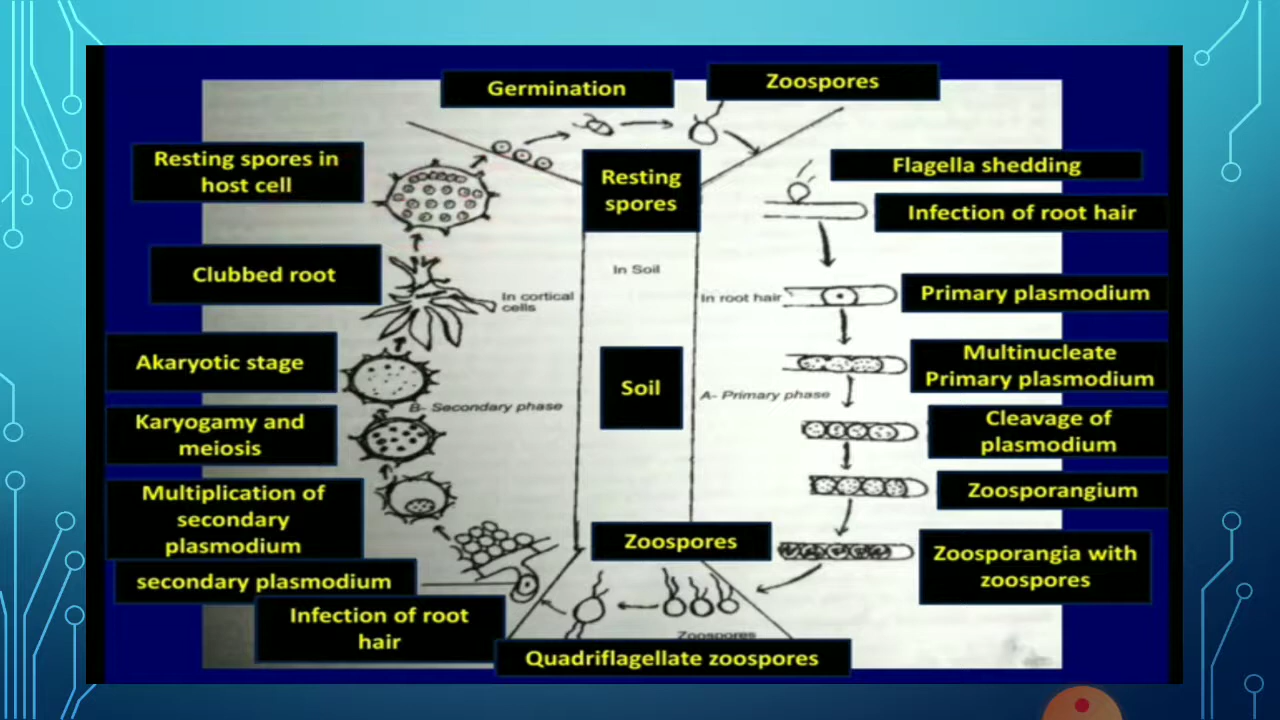 Germination
Zoospores
Resting spores in
host cell
Resting
spores
Flagella shedding
Infection of root hair
Clubbed root
In Soil
In cortical
cells
In root hair
Primary plasmodium
Akaryotic stage
Soil
Multinucleate
Primary plasmodium
A- Primary phase
B- Secondary phase
Karyogamy and
meiosis
Cleavage of
plasmodium
Multiplication of
secondary
plasmodium
Zoosporangium
Zoospores
Zoosporangia with
zoospores
secondary plasmodium
Infection of root
hair
Zoospores
Quadriflagellate zoospores